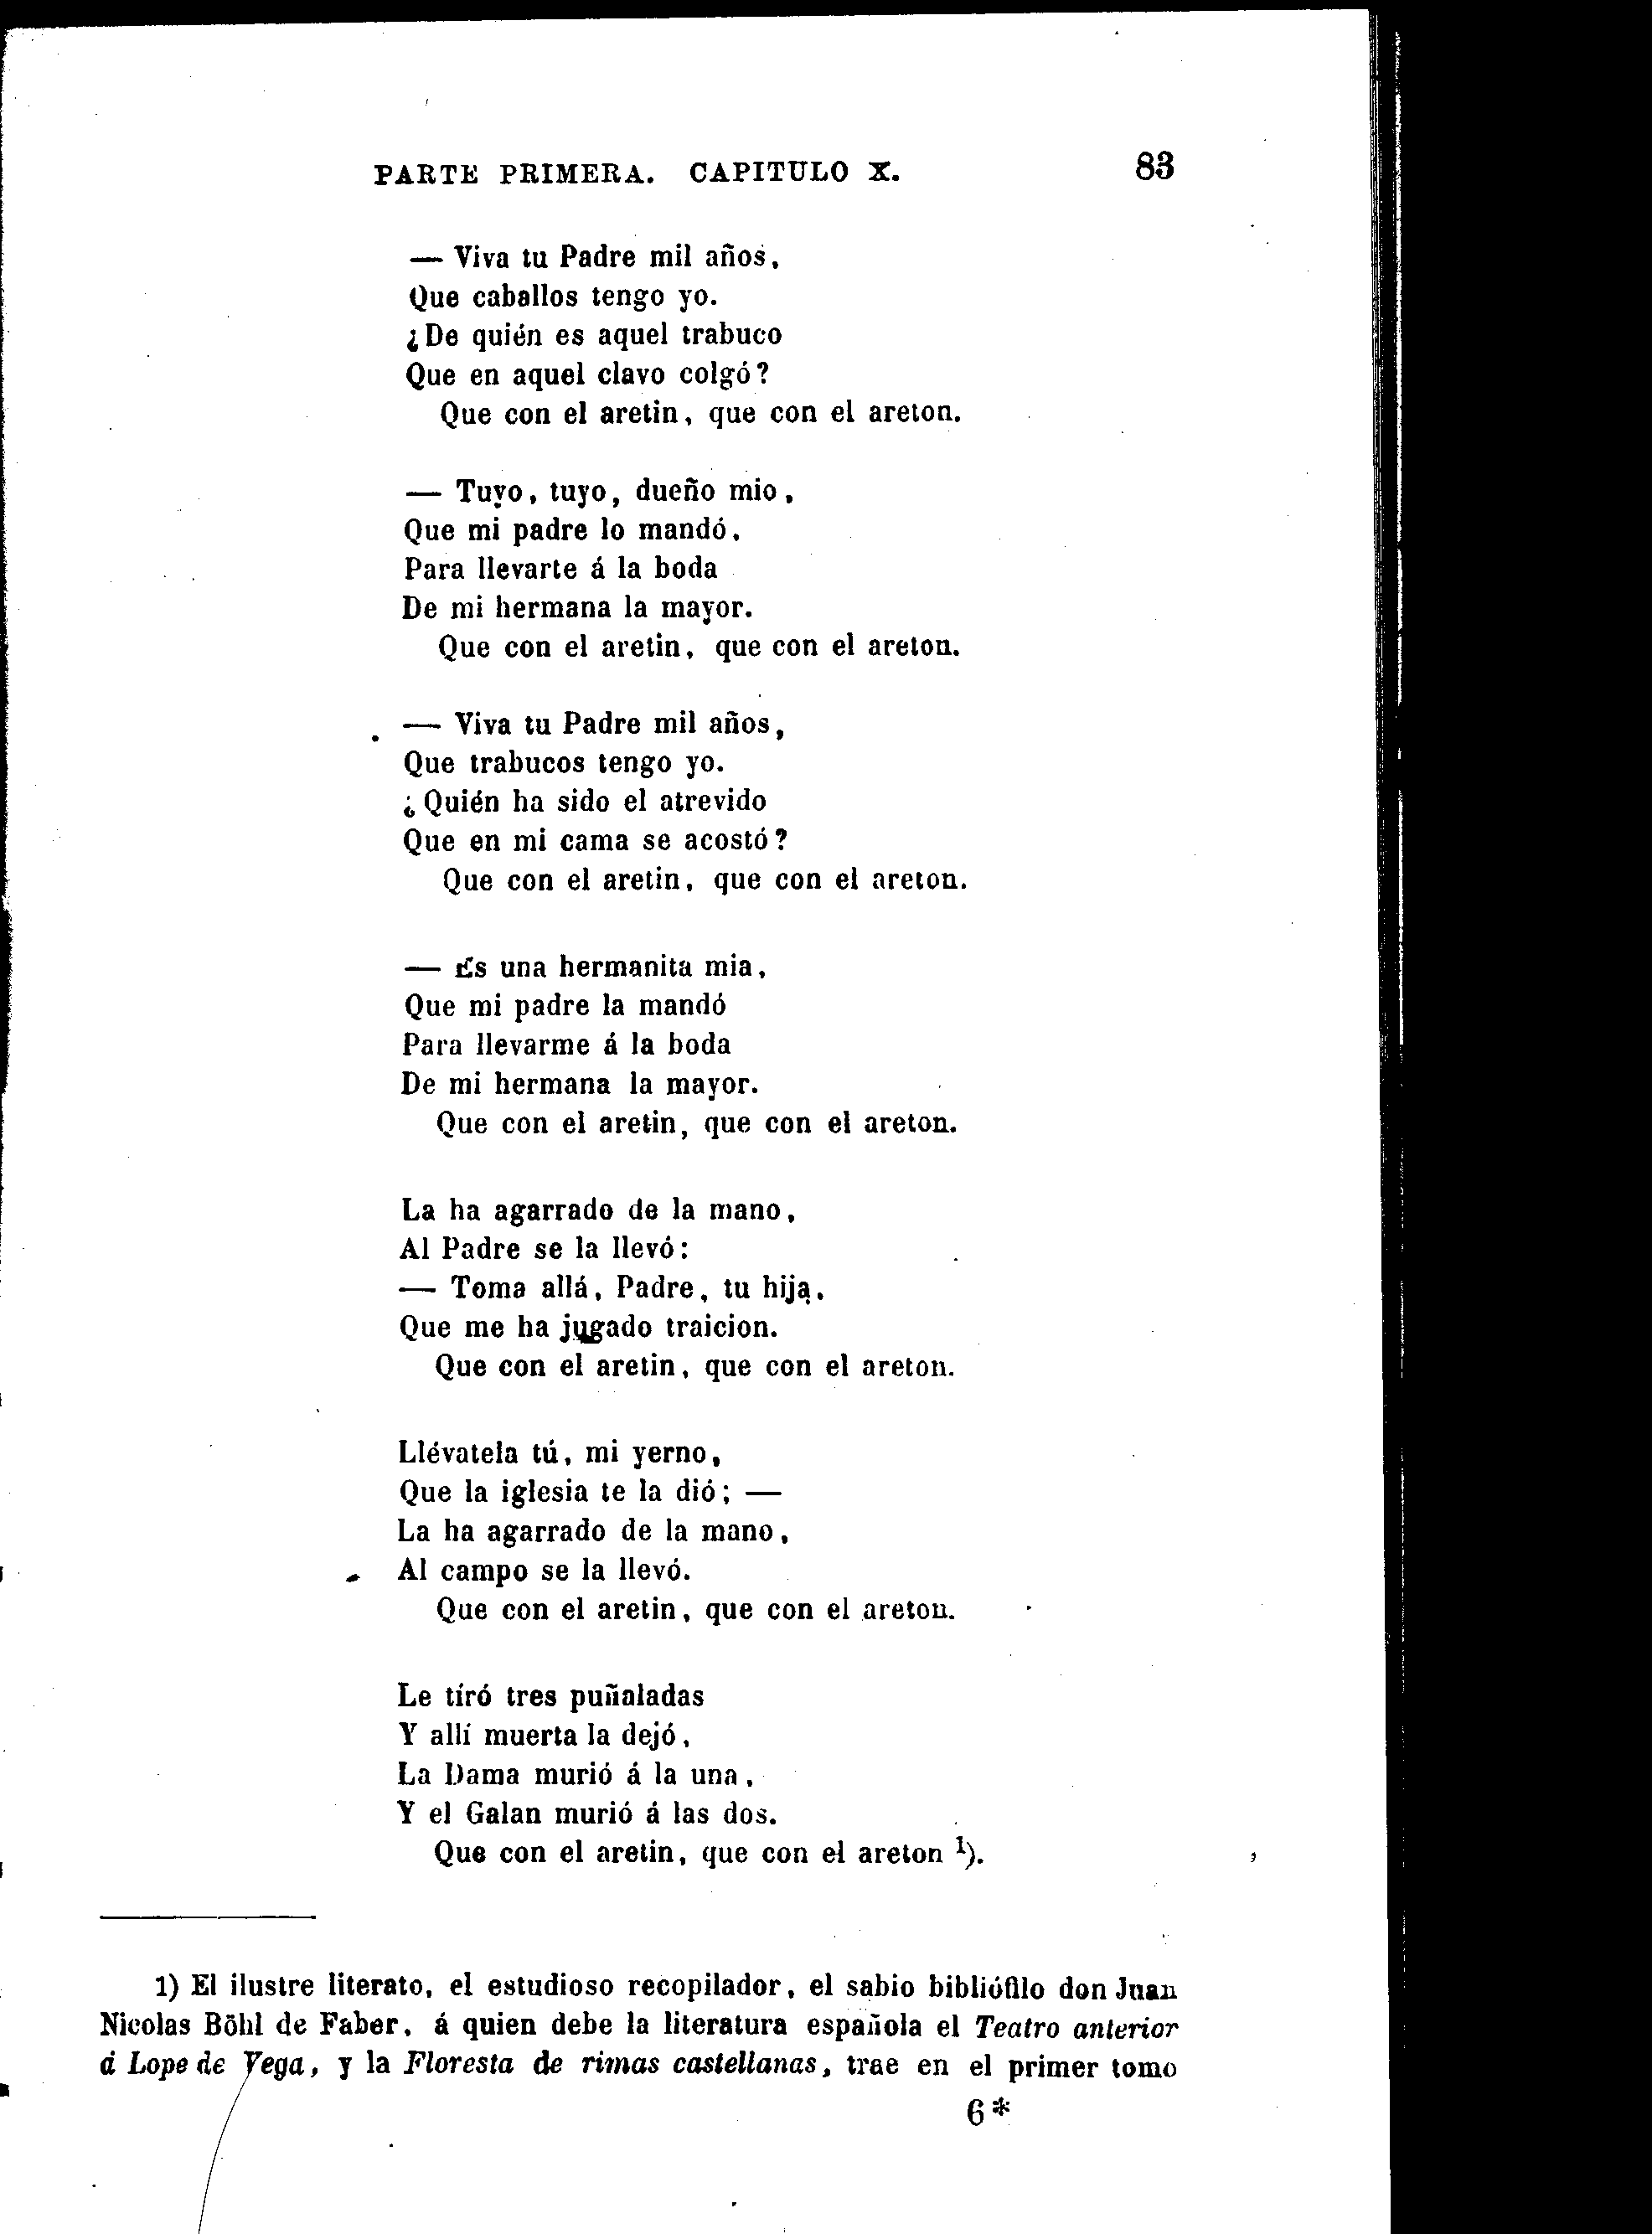 PARTE PRIMERA. CAPITULO X. 83
— Viva tu Padre mil años,
Que caballos tengo yo.
¿De quién es aquel trabuco
Que en aquel clavo colgó?
Que con el aretin, que con el areton.
— Tuyo, tuyo, dueño mio,
Que mi padre lo mandó,
Para llevarte á la boda
De mi hermana la mayor.
Que con el aretin, que con el areton.
— Viva tu Padre mil años,
Que trabucos tengo yo.
¿Quién ha sido el atrevido
Que en mi cama se acostó?
Que con el aretin, que con el areton.
— Es una hermanita mia,
Que mi padre la mandó
Para llevarme á la boda
De mi hermana la mayor.
Que con el aretin, que con el areton.
La ha agarrado de la mano,
Al Padre se la llevó:
— Toma allá, Padre, tu hija,
Que me ha jugado traicion.
Que con el aretin, que con el areton.
Llévatela tú, mi yerno,
Que la iglesia te la dió; —
La ha agarrado de la mano,
Al campo se la llevó.
Que con el aretin, que con el areton.
Le tíró tres puñaladas
Y allí muerta la dejó,
La Dama murió á la una,
Y el Galan murió á las dos.
Que con el aretin, que con el areton 1).
1) El ilustre literato, el estudioso recopilador, el sabio bibliófilo don Juan
Nicolas Böhl de Faber, á quien debe la literatura española el Teatro anterior
á Lope de Vega, y la Floresta de rimas castellanas, trae en el primer tomo
6*